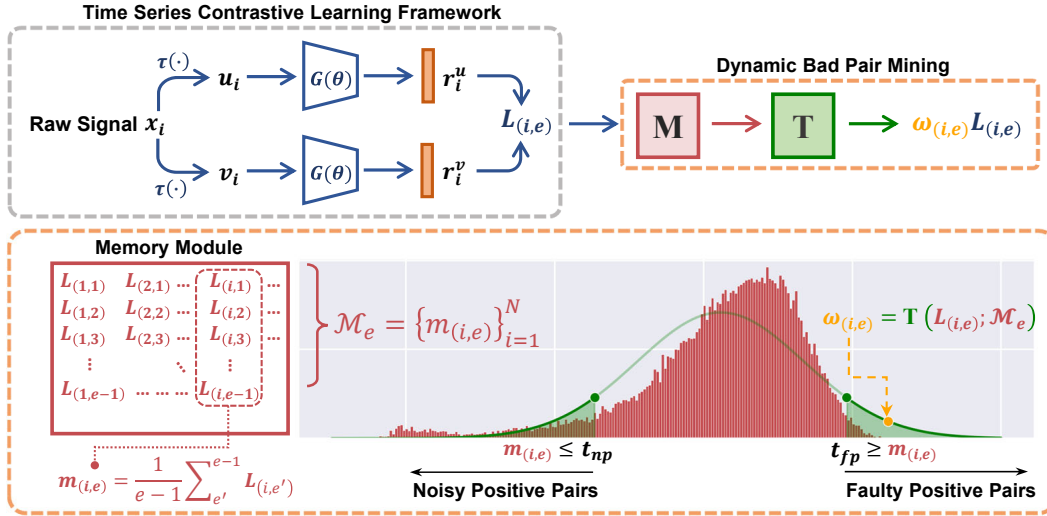 Time Series Contrastive Learning Framework
τ(·)
u_i
G(θ)
r_i^u
Raw Signal x_i
L_(i,e)
τ(·)
v_i
G(θ)
r_i^v
Dynamic Bad Pair Mining
M
T
ω_(i,e) L_(i,e)
Memory Module
L_(1,1) L_(2,1) ... L_(i,1) ...
L_(1,2) L_(2,2) ... L_(i,2) ...
L_(1,3) L_(2,3) ... L_(i,3) ...
⋮ ⋱ ⋮
L_(1,e−1) ... ... ... L_(i,e−1)
m_(i,e) = 1/(e−1) ∑_{e'}^{e−1} L_(i,e')
ℳ_e = {m_(i,e)}_{i=1}^N
ω_(i,e) = T (L_(i,e); ℳ_e)
m_(i,e) ≤ t_np
t_fp ≥ m_(i,e)
Noisy Positive Pairs
Faulty Positive Pairs